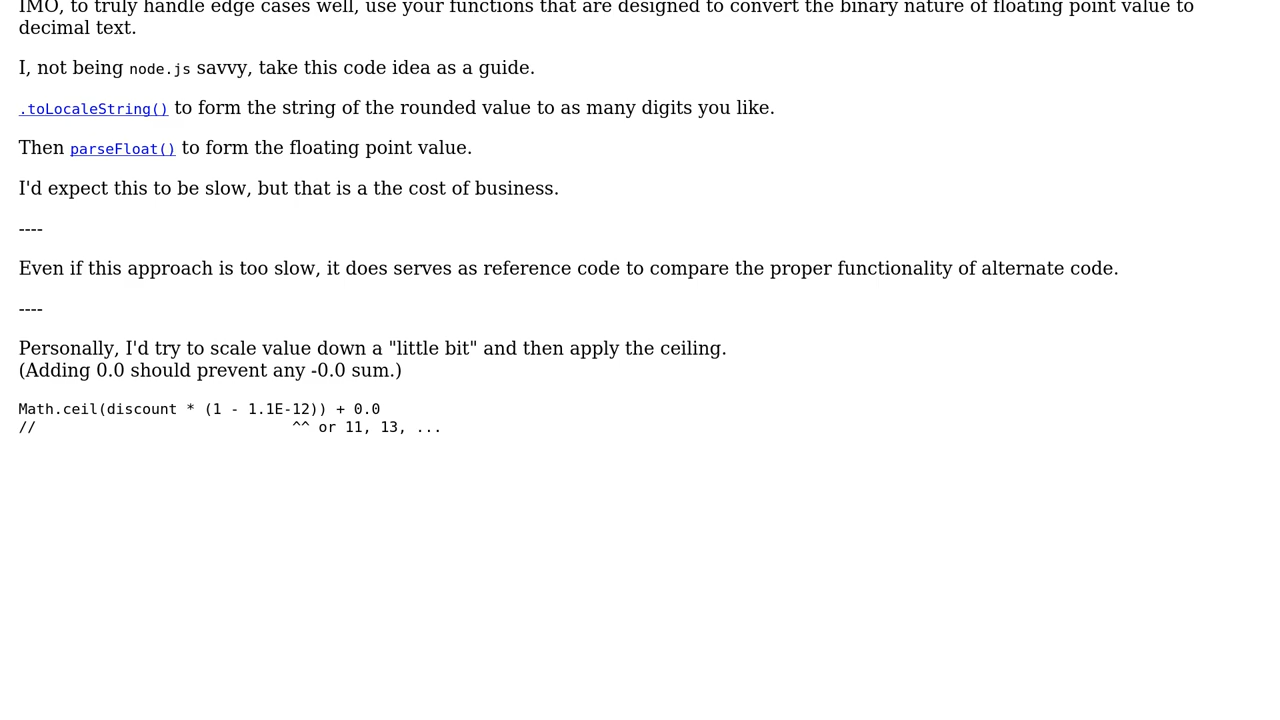 IMO, to truly handle edge cases well, use your functions that are designed to convert the binary nature of floating point value to
decimal text.
I, not being node.js savvy, take this code idea as a guide.
.toLocaleString() to form the string of the rounded value to as many digits you like.
Then parseFloat() to form the floating point value.
I'd expect this to be slow, but that is a the cost of business.
----
Even if this approach is too slow, it does serves as reference code to compare the proper functionality of alternate code.
----
Personally, I'd try to scale value down a "little bit" and then apply the ceiling.
(Adding 0.0 should prevent any -0.0 sum.)
Math.ceil(discount * (1 - 1.1E-12)) + 0.0
//                             ^^ or 11, 13, ...